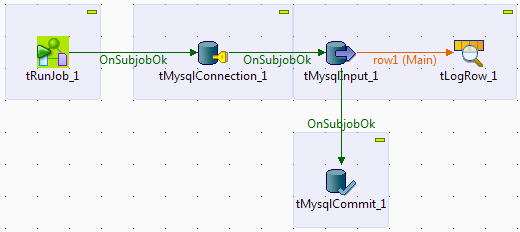 OnSubjobOk
OnSubjobOk
row1 (Main)
tRunJob_1
tMysqlConnection_1
tMysqlInput_1
tLogRow_1
OnSubjobOk
tMysqlCommit_1